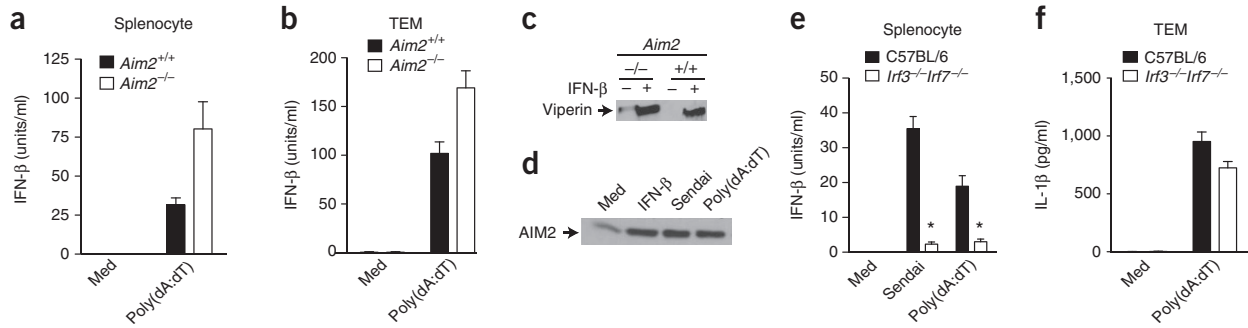 a
Splenocyte
Aim2+/+
Aim2−/−
IFN-β (units/ml)
125
100
75
50
25
0
Med
Poly(dA:dT)
b
TEM
Aim2+/+
Aim2−/−
IFN-β (units/ml)
200
150
100
50
0
Med
Poly(dA:dT)
c
Aim2
−/− +/+
IFN-β − + − +
Viperin
d
Med IFN-β Sendai Poly(dA:dT)
AIM2
e
Splenocyte
C57BL/6
Irf3−/−Irf7−/−
IFN-β (units/ml)
50
40
30
20
10
0
* *
Med
Sendai
Poly(dA:dT)
f
TEM
C57BL/6
Irf3−/−Irf7−/−
IL-1β (pg/ml)
1,500
1,000
500
0
Med
Poly(dA:dT)